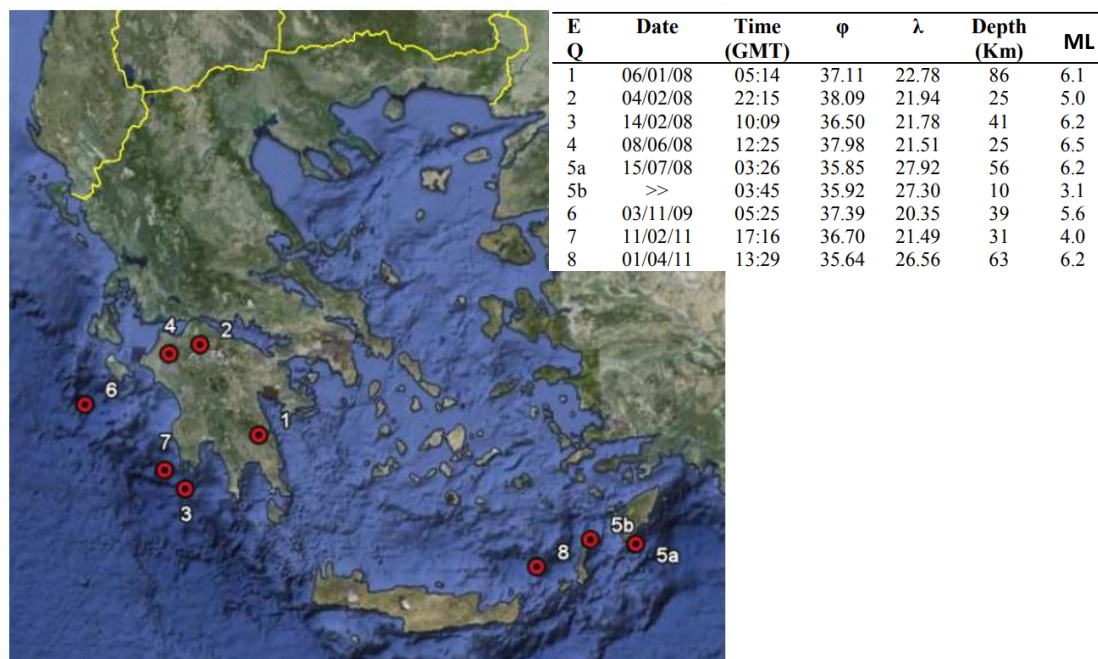 E Q Date Time (GMT) φ λ Depth (Km) ML
1 06/01/08 05:14 37.11 22.78 86 6.1
2 04/02/08 22:15 38.09 21.94 25 5.0
3 14/02/08 10:09 36.50 21.78 41 6.2
4 08/06/08 12:25 37.98 21.51 25 6.5
5a 15/07/08 03:26 35.85 27.92 56 6.2
5b >> 03:45 35.92 27.30 10 3.1
6 03/11/09 05:25 37.39 20.35 39 5.6
7 11/02/11 17:16 36.70 21.49 31 4.0
8 01/04/11 13:29 35.64 26.56 63 6.2
4
2
6
1
7
3
5b
8
5a